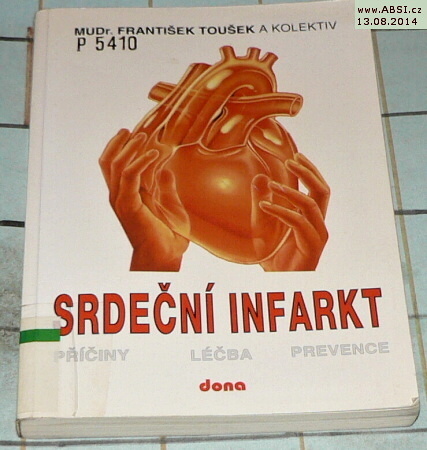 www.ABSI.cz
13.08.2014
MUDr. FRANTIŠEK TOUŠEK A KOLEKTIV
P 5410
SRDEČNÍ INFARKT
PŘÍČINY LÉČBA PREVENCE
dona